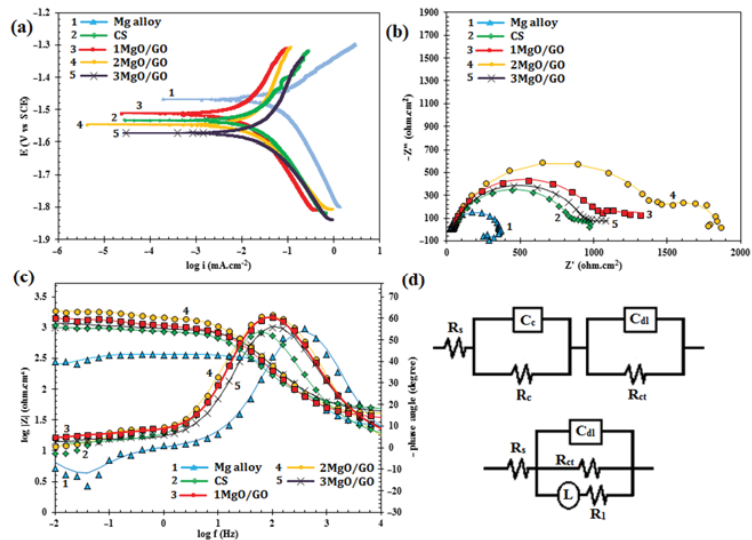 (a)
1 Mg alloy
2 CS
3 1MgO/GO
4 2MgO/GO
5 3MgO/GO
E (V vs SCE)
-1.2
-1.3
-1.4
-1.5
-1.6
-1.7
-1.8
-1.9
1
3
2
4
5
-6 -5 -4 -3 -2 -1 0 1
log i (mA.cm⁻²)
(b)
1 Mg alloy
2 CS
3 1MgO/GO
4 2MgO/GO
5 3MgO/GO
-Z'' (ohm.cm²)
1900
1700
1500
1300
1100
900
700
500
300
100
-100
4
3
2
5
1
0 500 1000 1500 2000
Z' (ohm.cm²)
(c)
log |Z| (ohm.cm²)
3.5
3
2.5
2
1.5
1
0.5
0
4
4
5
3
2
1
60
50
40
30
20
10
0
-10
-20
-30
- phase angle (degree)
1 Mg alloy
2 CS
3 1MgO/GO
4 2MgO/GO
5 3MgO/GO
-2 -1 0 1 2 3 4
log f (Hz)
(d)
Rs
Cc
Cdl
Rc
Rct
Rs
Cdl
Rct
L
R1